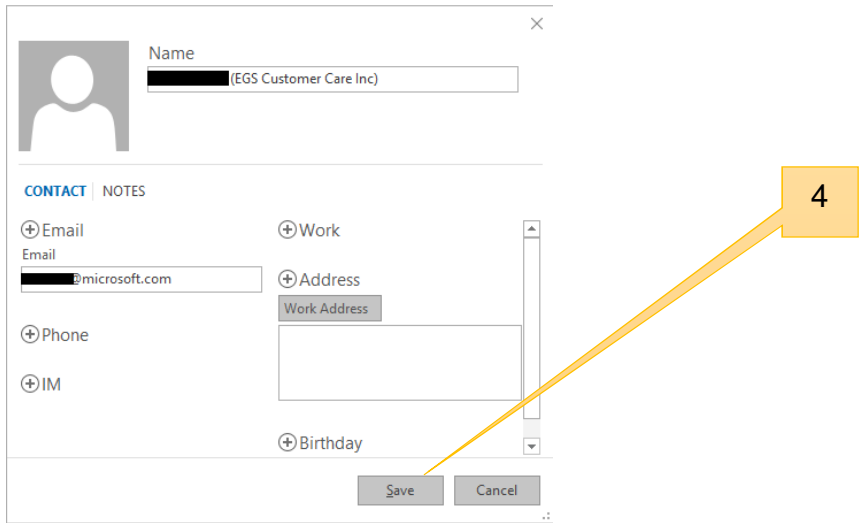 Name
(EGS Customer Care Inc)
CONTACT NOTES
Email
Email
@microsoft.com
Phone
IM
Work
Address
Work Address
Birthday
Save Cancel
4